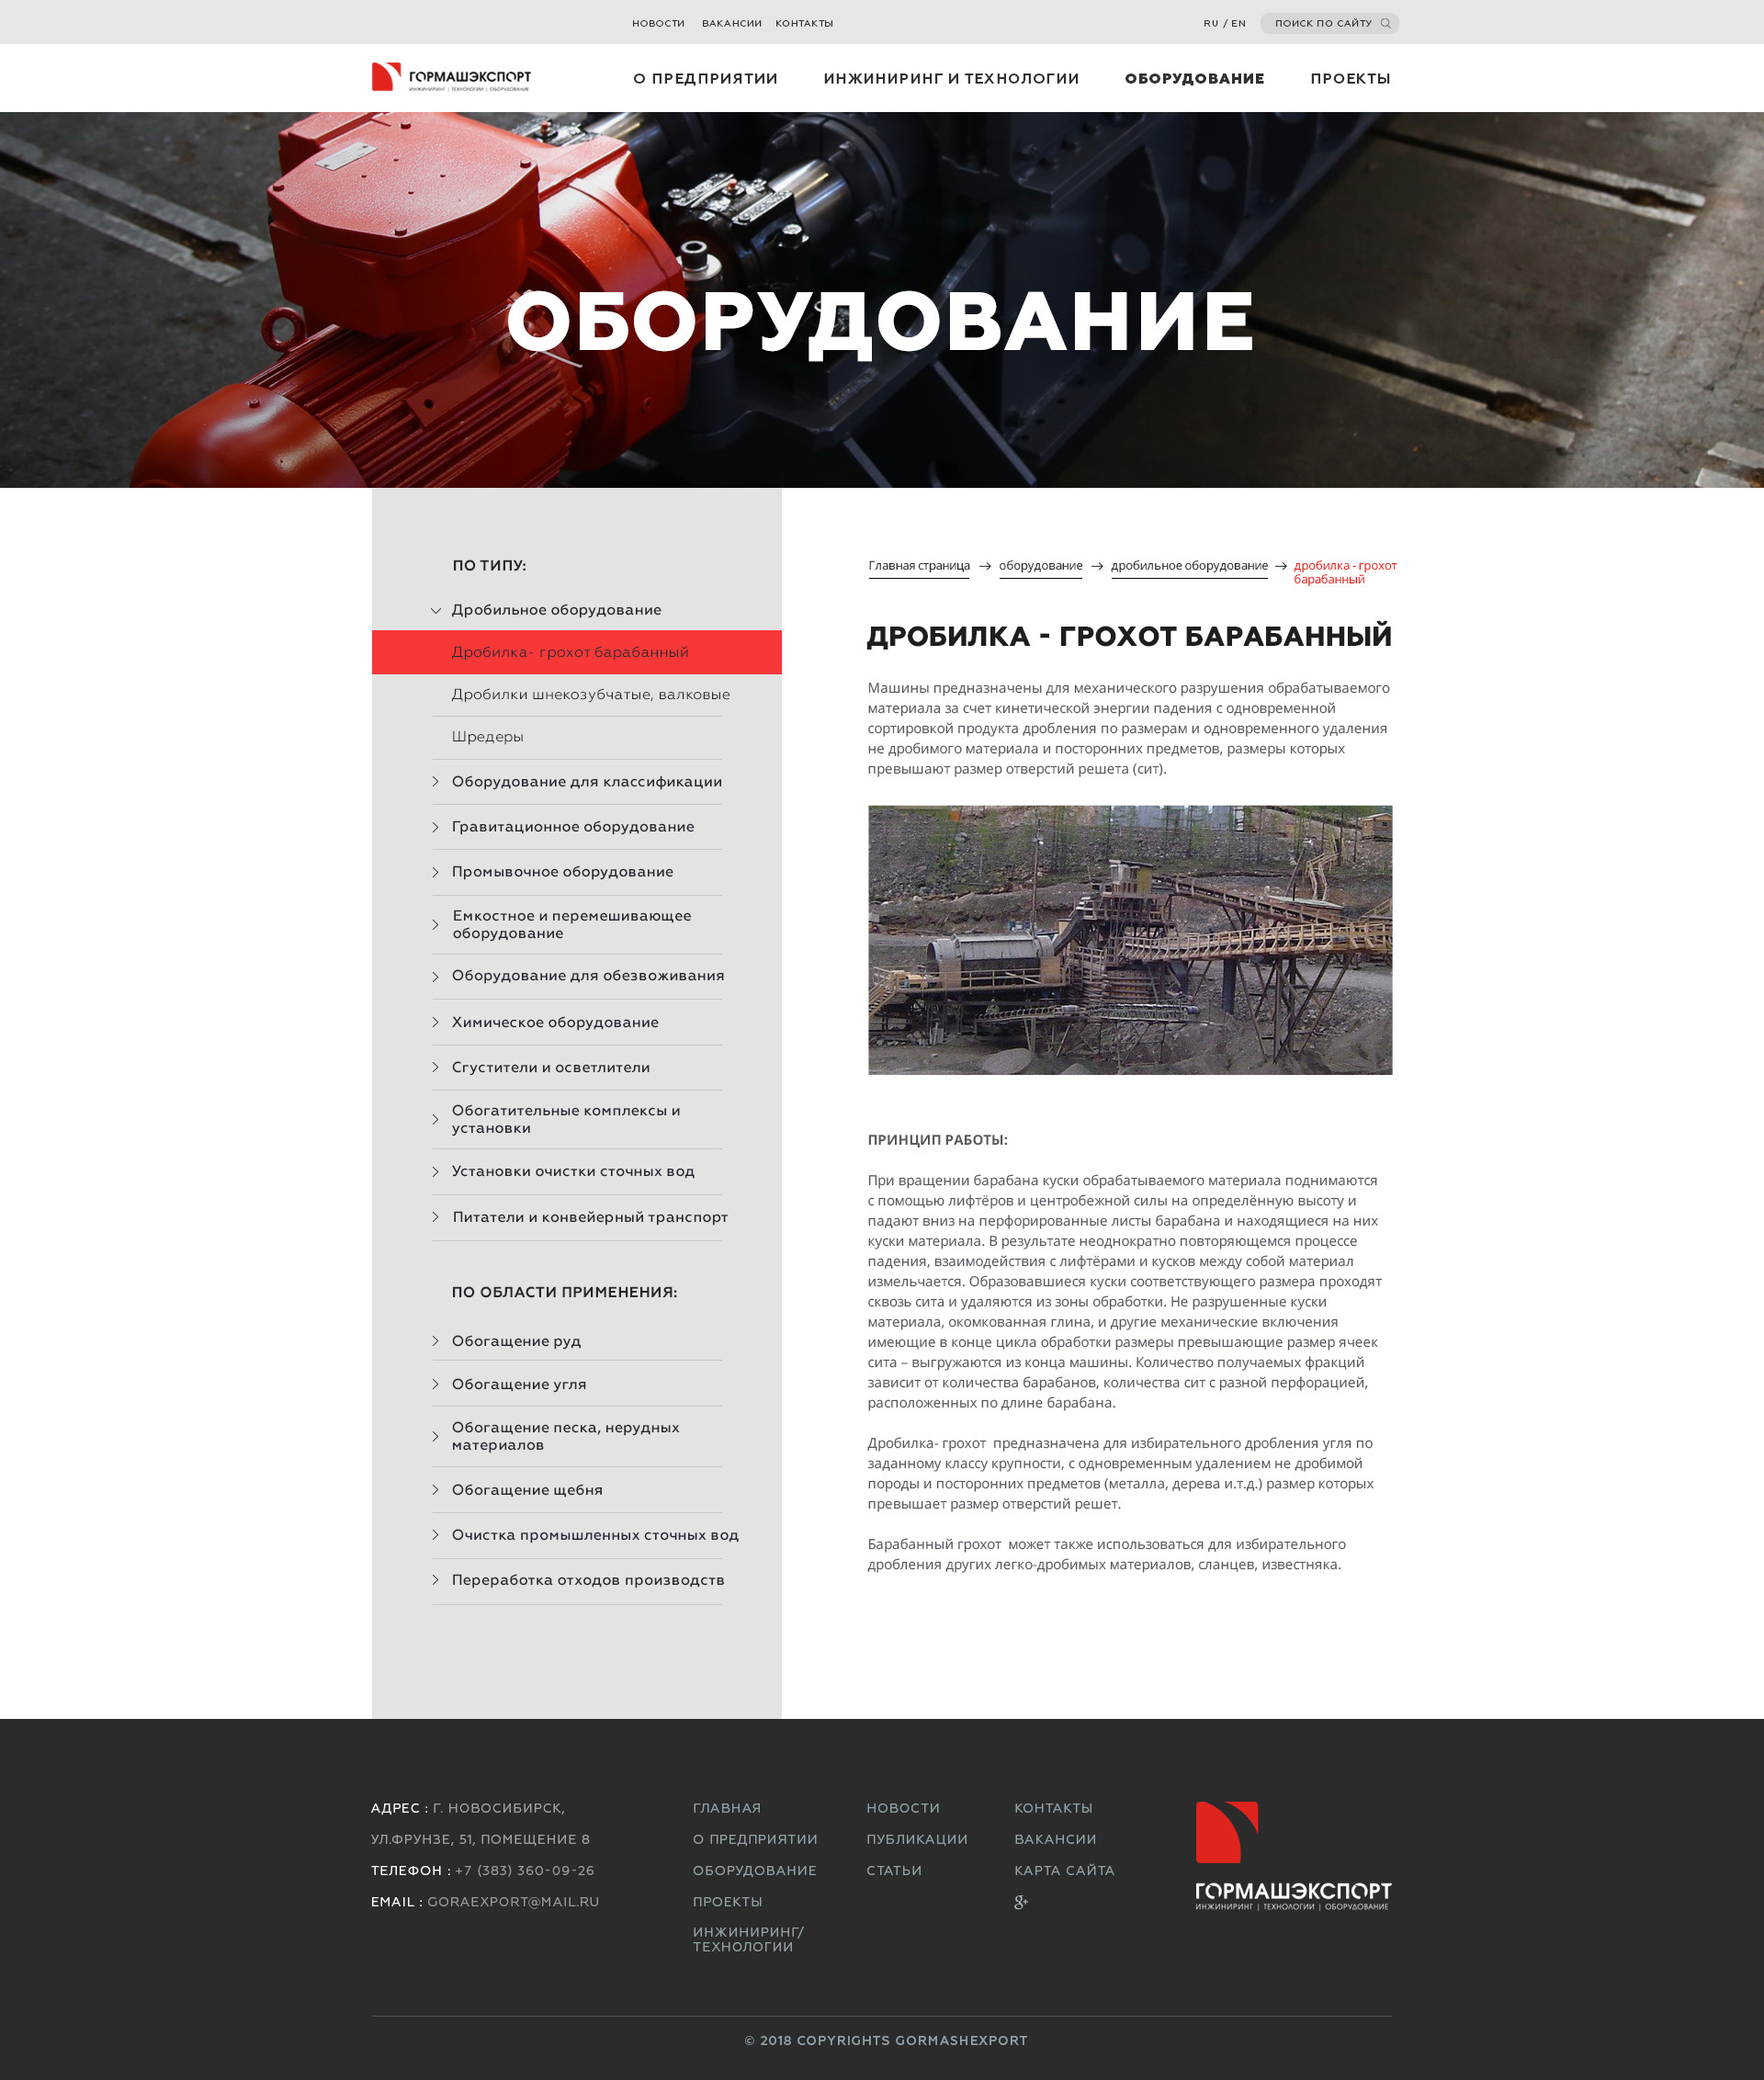 НОВОСТИ ВАКАНСИИ КОНТАКТЫ RU / EN ПОИСК ПО САЙТУ
ГОРМАШЭКСПОРТ
ИНЖИНИРИНГ | ТЕХНОЛОГИИ | ОБОРУДОВАНИЕ
О ПРЕДПРИЯТИИ ИНЖИНИРИНГ И ТЕХНОЛОГИИ ОБОРУДОВАНИЕ ПРОЕКТЫ
ОБОРУДОВАНИЕ
ПО ТИПУ:
Дробильное оборудование
Дробилка- грохот барабанный
Дробилки шнекозубчатые, валковые
Шредеры
Оборудование для классификации
Гравитационное оборудование
Промывочное оборудование
Емкостное и перемешивающее
оборудование
Оборудование для обезвоживания
Химическое оборудование
Сгустители и осветлители
Обогатительные комплексы и
установки
Установки очистки сточных вод
Питатели и конвейерный транспорт
ПО ОБЛАСТИ ПРИМЕНЕНИЯ:
Обогащение руд
Обогащение угля
Обогащение песка, нерудных
материалов
Обогащение щебня
Очистка промышленных сточных вод
Переработка отходов производств
Главная страница → оборудование → дробильное оборудование → дробилка - грохот
барабанный
ДРОБИЛКА - ГРОХОТ БАРАБАННЫЙ
Машины предназначены для механического разрушения обрабатываемого
материала за счет кинетической энергии падения с одновременной
сортировкой продукта дробления по размерам и одновременного удаления
не дробимого материала и посторонних предметов, размеры которых
превышают размер отверстий решета (сит).
ПРИНЦИП РАБОТЫ:
При вращении барабана куски обрабатываемого материала поднимаются
с помощью лифтёров и центробежной силы на определённую высоту и
падают вниз на перфорированные листы барабана и находящиеся на них
куски материала. В результате неоднократно повторяющемся процессе
падения, взаимодействия с лифтёрами и кусков между собой материал
измельчается. Образовавшиеся куски соответствующего размера проходят
сквозь сита и удаляются из зоны обработки. Не разрушенные куски
материала, окомкованная глина, и другие механические включения
имеющие в конце цикла обработки размеры превышающие размер ячеек
сита – выгружаются из конца машины. Количество получаемых фракций
зависит от количества барабанов, количества сит с разной перфорацией,
расположенных по длине барабана.
Дробилка- грохот предназначена для избирательного дробления угля по
заданному классу крупности, с одновременным удалением не дробимой
породы и посторонних предметов (металла, дерева и.т.д.) размер которых
превышает размер отверстий решет.
Барабанный грохот может также использоваться для избирательного
дробления других легко-дробимых материалов, сланцев, известняка.
АДРЕС : Г. НОВОСИБИРСК,
УЛ.ФРУНЗЕ, 51, ПОМЕЩЕНИЕ 8
ТЕЛЕФОН : +7 (383) 360-09-26
EMAIL : GORAEXPORT@MAIL.RU
ГЛАВНАЯ
О ПРЕДПРИЯТИИ
ОБОРУДОВАНИЕ
ПРОЕКТЫ
ИНЖИНИРИНГ/
ТЕХНОЛОГИИ
НОВОСТИ
ПУБЛИКАЦИИ
СТАТЬИ
КОНТАКТЫ
ВАКАНСИИ
КАРТА САЙТА
g+
ГОРМАШЭКСПОРТ
ИНЖИНИРИНГ | ТЕХНОЛОГИИ | ОБОРУДОВАНИЕ
© 2018 COPYRIGHTS GORMASHEXPORT